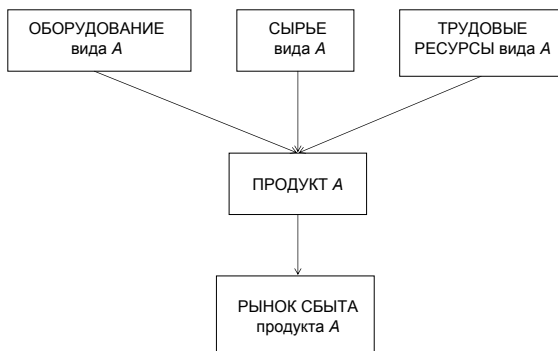 ОБОРУДОВАНИЕ
вида А
СЫРЬЕ
вида А
ТРУДОВЫЕ
РЕСУРСЫ вида А
ПРОДУКТ А
РЫНОК СБЫТА
продукта А